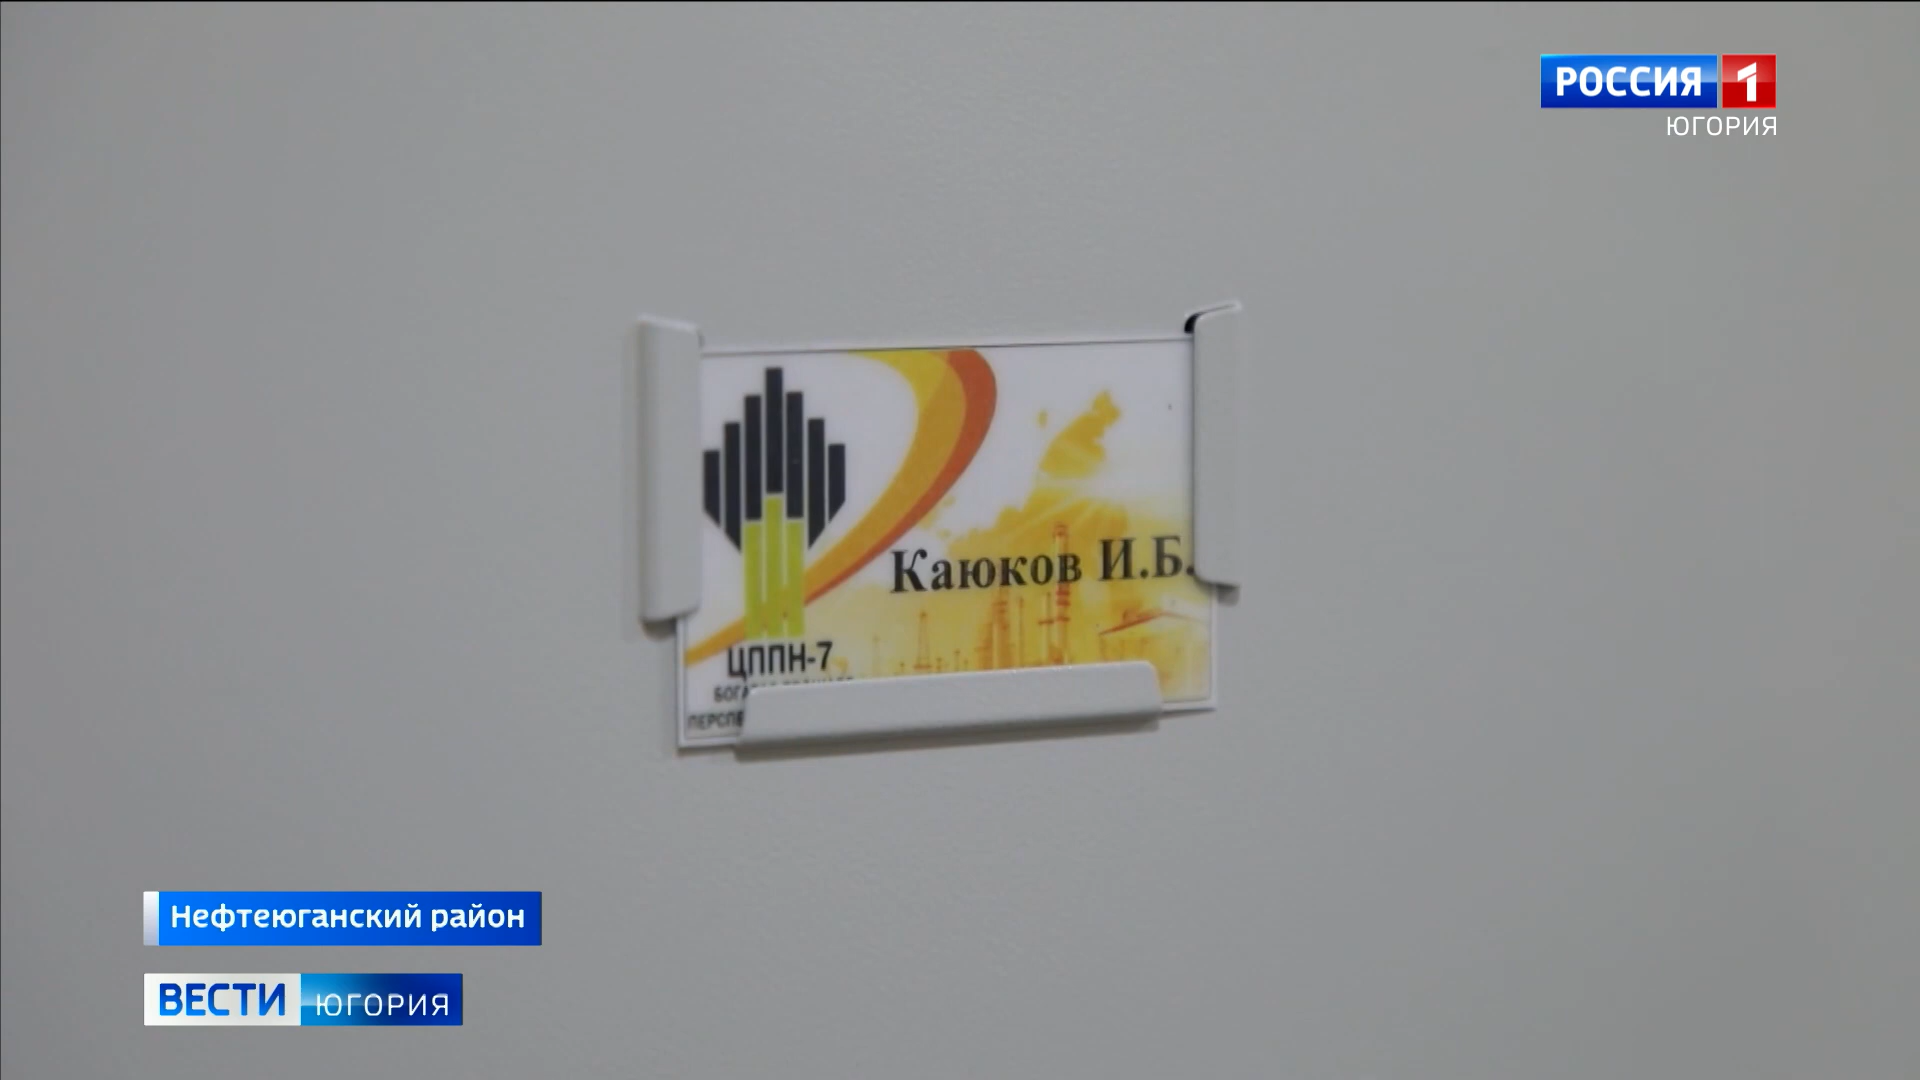 РОССИЯ 1
ЮГОРИЯ
Каюков И.Б.
ЦППН-7
Нефтеюганский район
ВЕСТИ ЮГОРИЯ